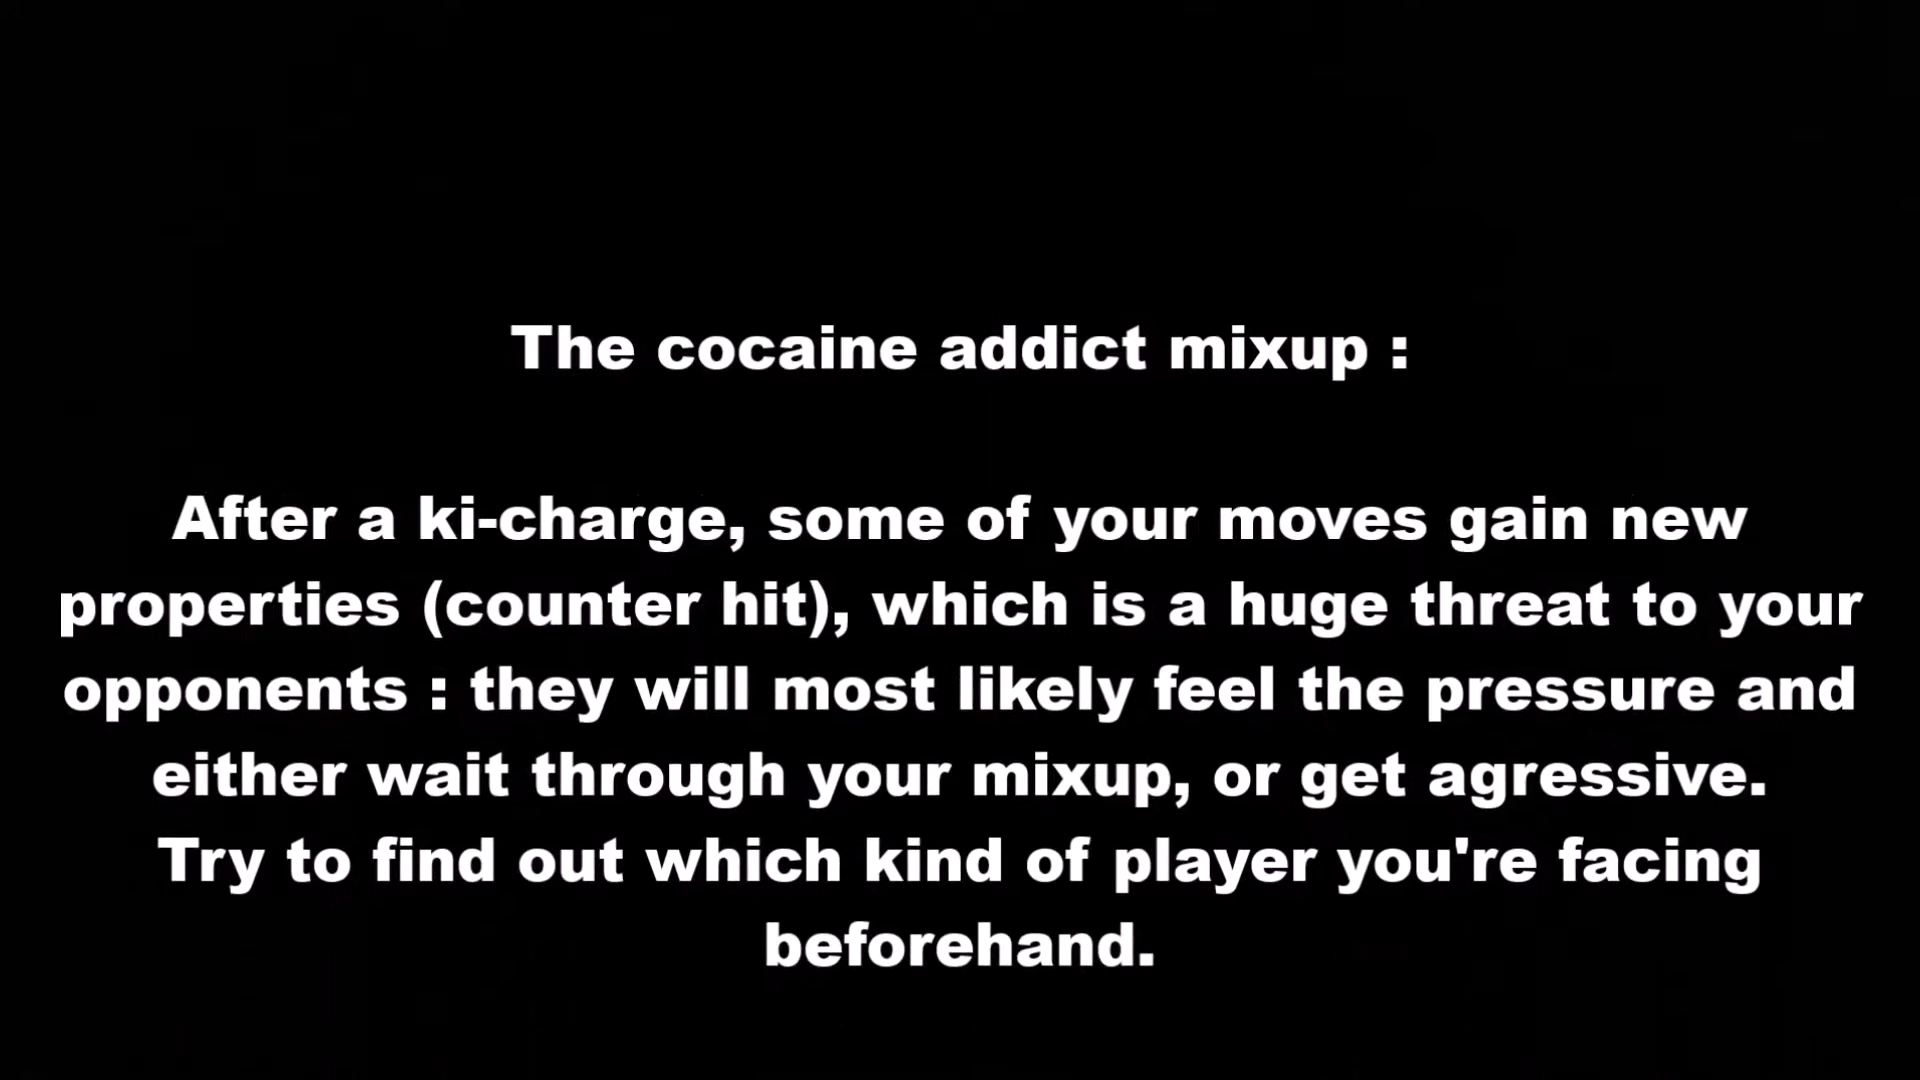 The cocaine addict mixup :
After a ki-charge, some of your moves gain new
properties (counter hit), which is a huge threat to your
opponents : they will most likely feel the pressure and
either wait through your mixup, or get agressive.
Try to find out which kind of player you're facing
beforehand.